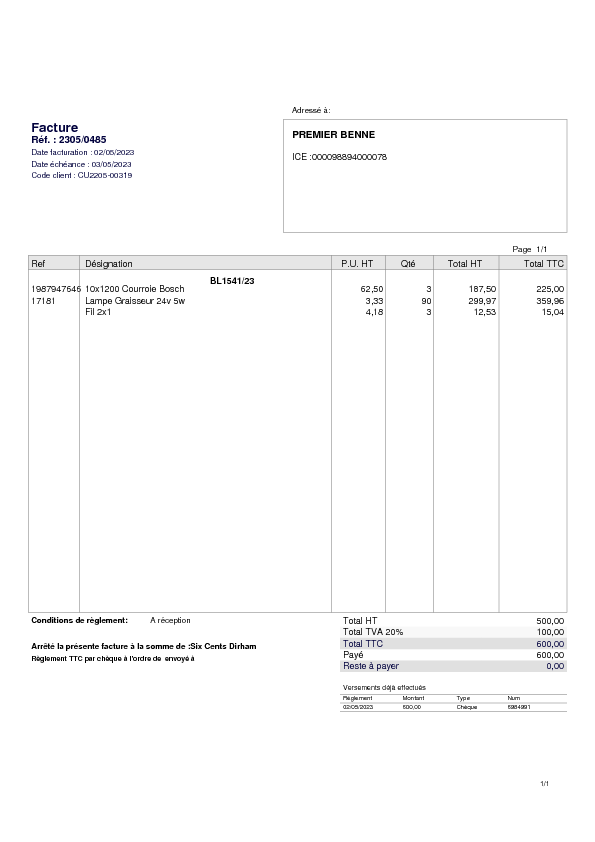 Adressé à:
Facture
Réf. : 2305/0485
Date facturation : 02/05/2023
Date échéance : 03/05/2023
Code client : CU2205-00319
PREMIER BENNE
ICE :000098894000078
Page 1/1
Ref Désignation P.U. HT Qté Total HT Total TTC
BL1541/23
1987947646 10x1200 Courroie Bosch 62,50 3 187,50 225,00
17181 Lampe Graisseur 24v 5w 3,33 90 299,97 359,96
Fil 2x1 4,18 3 12,53 15,04
Conditions de règlement: A réception
Total HT 500,00
Total TVA 20% 100,00
Arrêté la présente facture à la somme de :Six Cents Dirham
Total TTC 600,00
Règlement TTC par chèque à l'ordre de envoyé à
Payé 600,00
Reste à payer 0,00
Versements déjà effectués
Règlement Montant Type Num
02/05/2023 600,00 Chèque 6984991
1/1